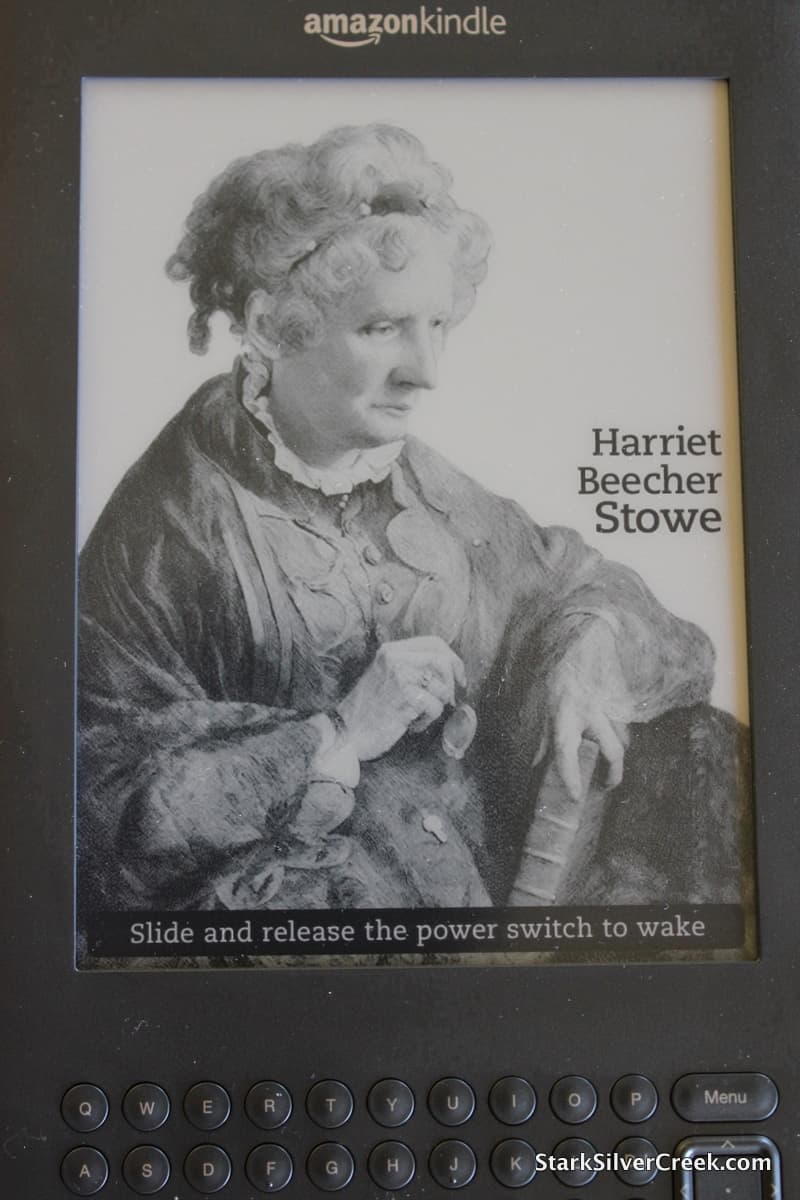 amazonkindle
Harriet
Beecher
Stowe
Slide and release the power switch to wake
Q W E R T Y U I O P Menu
A S D F G H J K
StarkSilverCreek.com